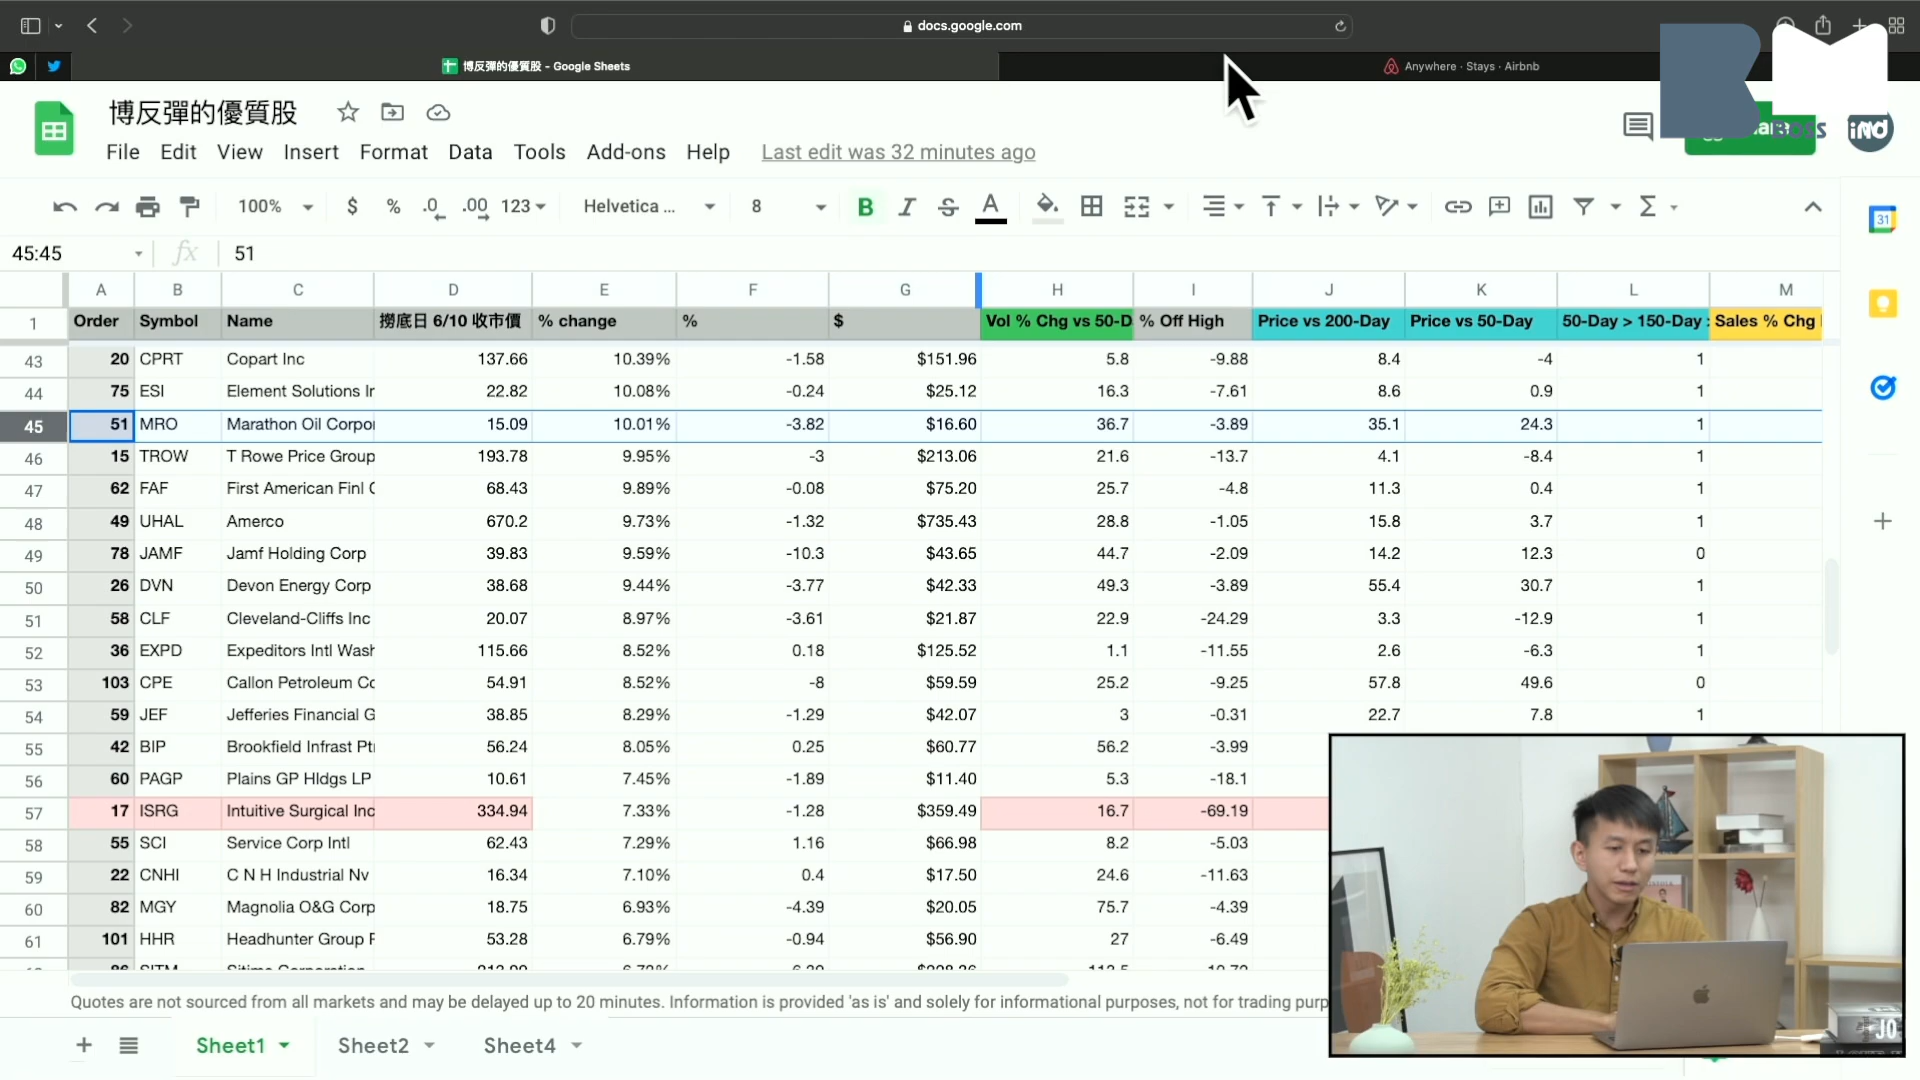 docs.google.com
博反彈的優質股 - Google Sheets
Anywhere · Stays · Airbnb
博反彈的優質股
File Edit View Insert Format Data Tools Add-ons Help Last edit was 32 minutes ago
100% $ % .0 .00 123 Helvetica ... 8 B I S A Σ
31
45:45 fx 51
A B C D E F G H I J K L M
1 Order Symbol Name 撈底日 6/10 收市價 % change % $ Vol % Chg vs 50-D % Off High Price vs 200-Day Price vs 50-Day 50-Day > 150-Day Sales % Chg
43 20 CPRT Copart Inc 137.66 10.39% -1.58 $151.96 5.8 -9.88 8.4 -4 1
44 75 ESI Element Solutions Ir 22.82 10.08% -0.24 $25.12 16.3 -7.61 8.6 0.9 1
45 51 MRO Marathon Oil Corpor 15.09 10.01% -3.82 $16.60 36.7 -3.89 35.1 24.3 1
46 15 TROW T Rowe Price Group 193.78 9.95% -3 $213.06 21.6 -13.7 4.1 -8.4 1
47 62 FAF First American Finl C 68.43 9.89% -0.08 $75.20 25.7 -4.8 11.3 0.4 1
48 49 UHAL Amerco 670.2 9.73% -1.32 $735.43 28.8 -1.05 15.8 3.7 1
49 78 JAMF Jamf Holding Corp 39.83 9.59% -10.3 $43.65 44.7 -2.09 14.2 12.3 0
50 26 DVN Devon Energy Corp 38.68 9.44% -3.77 $42.33 49.3 -3.89 55.4 30.7 1
51 58 CLF Cleveland-Cliffs Inc 20.07 8.97% -3.61 $21.87 22.9 -24.29 3.3 -12.9 1
52 36 EXPD Expeditors Intl Wash 115.66 8.52% 0.18 $125.52 1.1 -11.55 2.6 -6.3 1
53 103 CPE Callon Petroleum Co 54.91 8.52% -8 $59.59 25.2 -9.25 57.8 49.6 0
54 59 JEF Jefferies Financial G 38.85 8.29% -1.29 $42.07 3 -0.31 22.7 7.8 1
55 42 BIP Brookfield Infrast Ptr 56.24 8.05% 0.25 $60.77 56.2 -3.99
56 60 PAGP Plains GP Hldgs LP 10.61 7.45% -1.89 $11.40 5.3 -18.1
57 17 ISRG Intuitive Surgical Inc 334.94 7.33% -1.28 $359.49 16.7 -69.19
58 55 SCI Service Corp Intl 62.43 7.29% 1.16 $66.98 8.2 -5.03
59 22 CNHI C N H Industrial Nv 16.34 7.10% 0.4 $17.50 24.6 -11.63
60 82 MGY Magnolia O&G Corp 18.75 6.93% -4.39 $20.05 75.7 -4.39
61 101 HHR Headhunter Group F 53.28 6.79% -0.94 $56.90 27 -6.49
Quotes are not sourced from all markets and may be delayed up to 20 minutes. Information is provided 'as is' and solely for informational purposes, not for trading purp
Sheet1 Sheet2 Sheet4